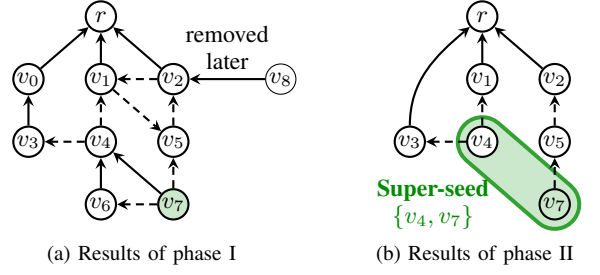 r
removed
later
v₀
v₁
v₂
v₈
v₃
v₄
v₅
v₆
v₇
(a) Results of phase I
r
v₁
v₂
v₃
v₄
v₅
Super-seed
{v₄, v₇}
v₇
(b) Results of phase II